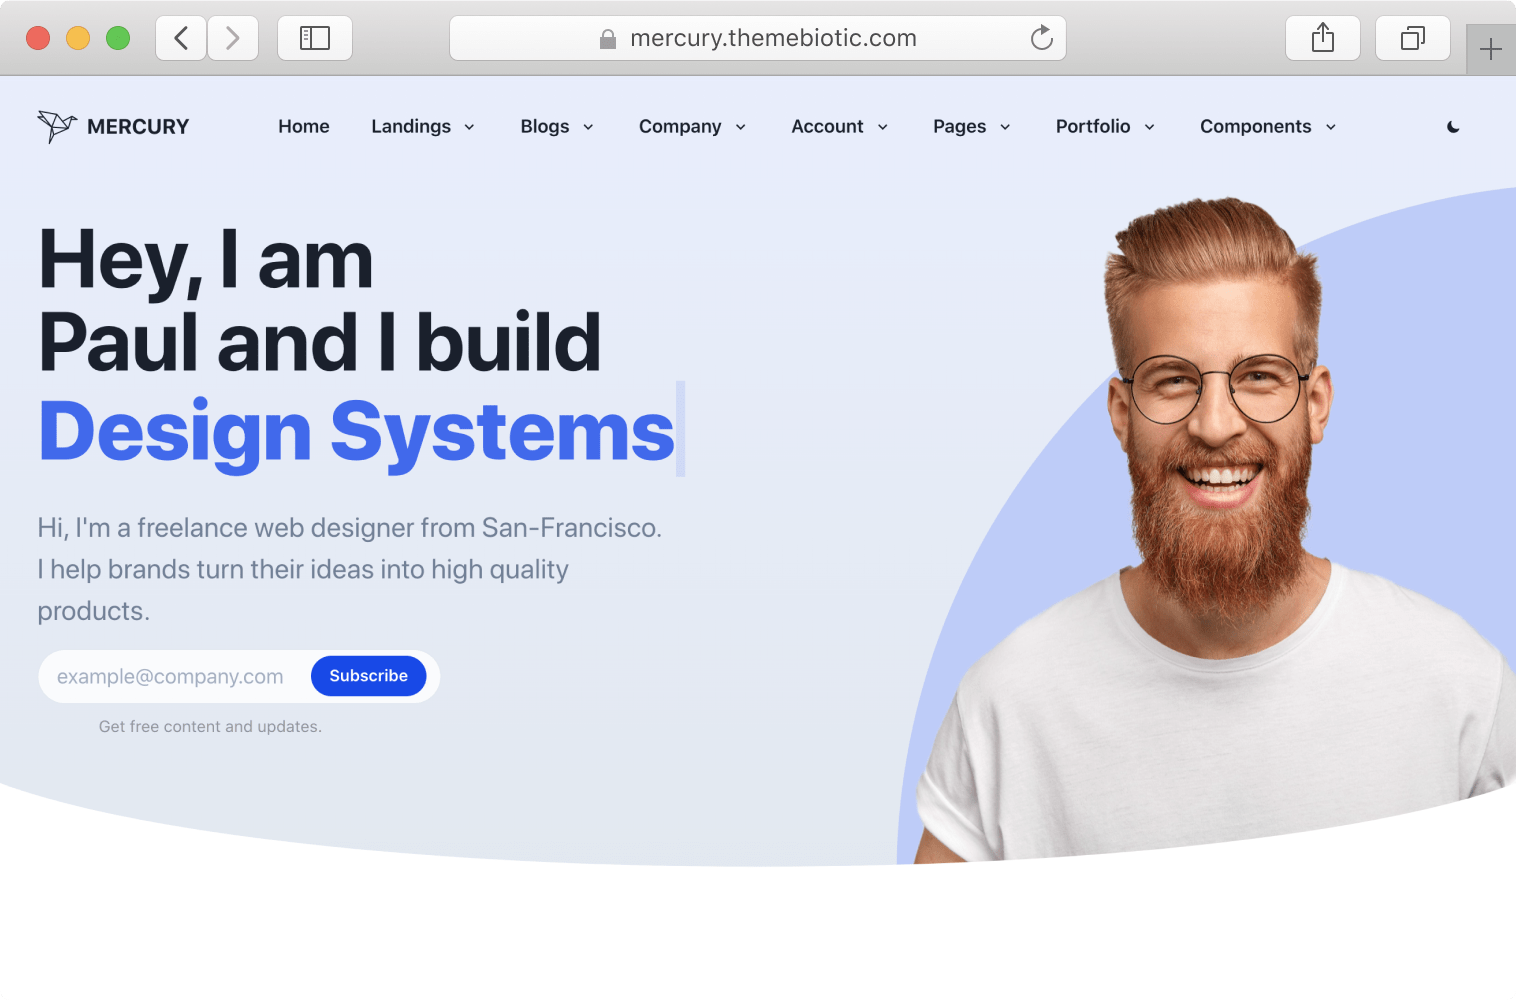 mercury.themebiotic.com
MERCURY
Home
Landings
Blogs
Company
Account
Pages
Portfolio
Components
Hey, I am
Paul and I build
Design Systems
Hi, I'm a freelance web designer from San-Francisco.
I help brands turn their ideas into high quality
products.
example@company.com
Subscribe
Get free content and updates.